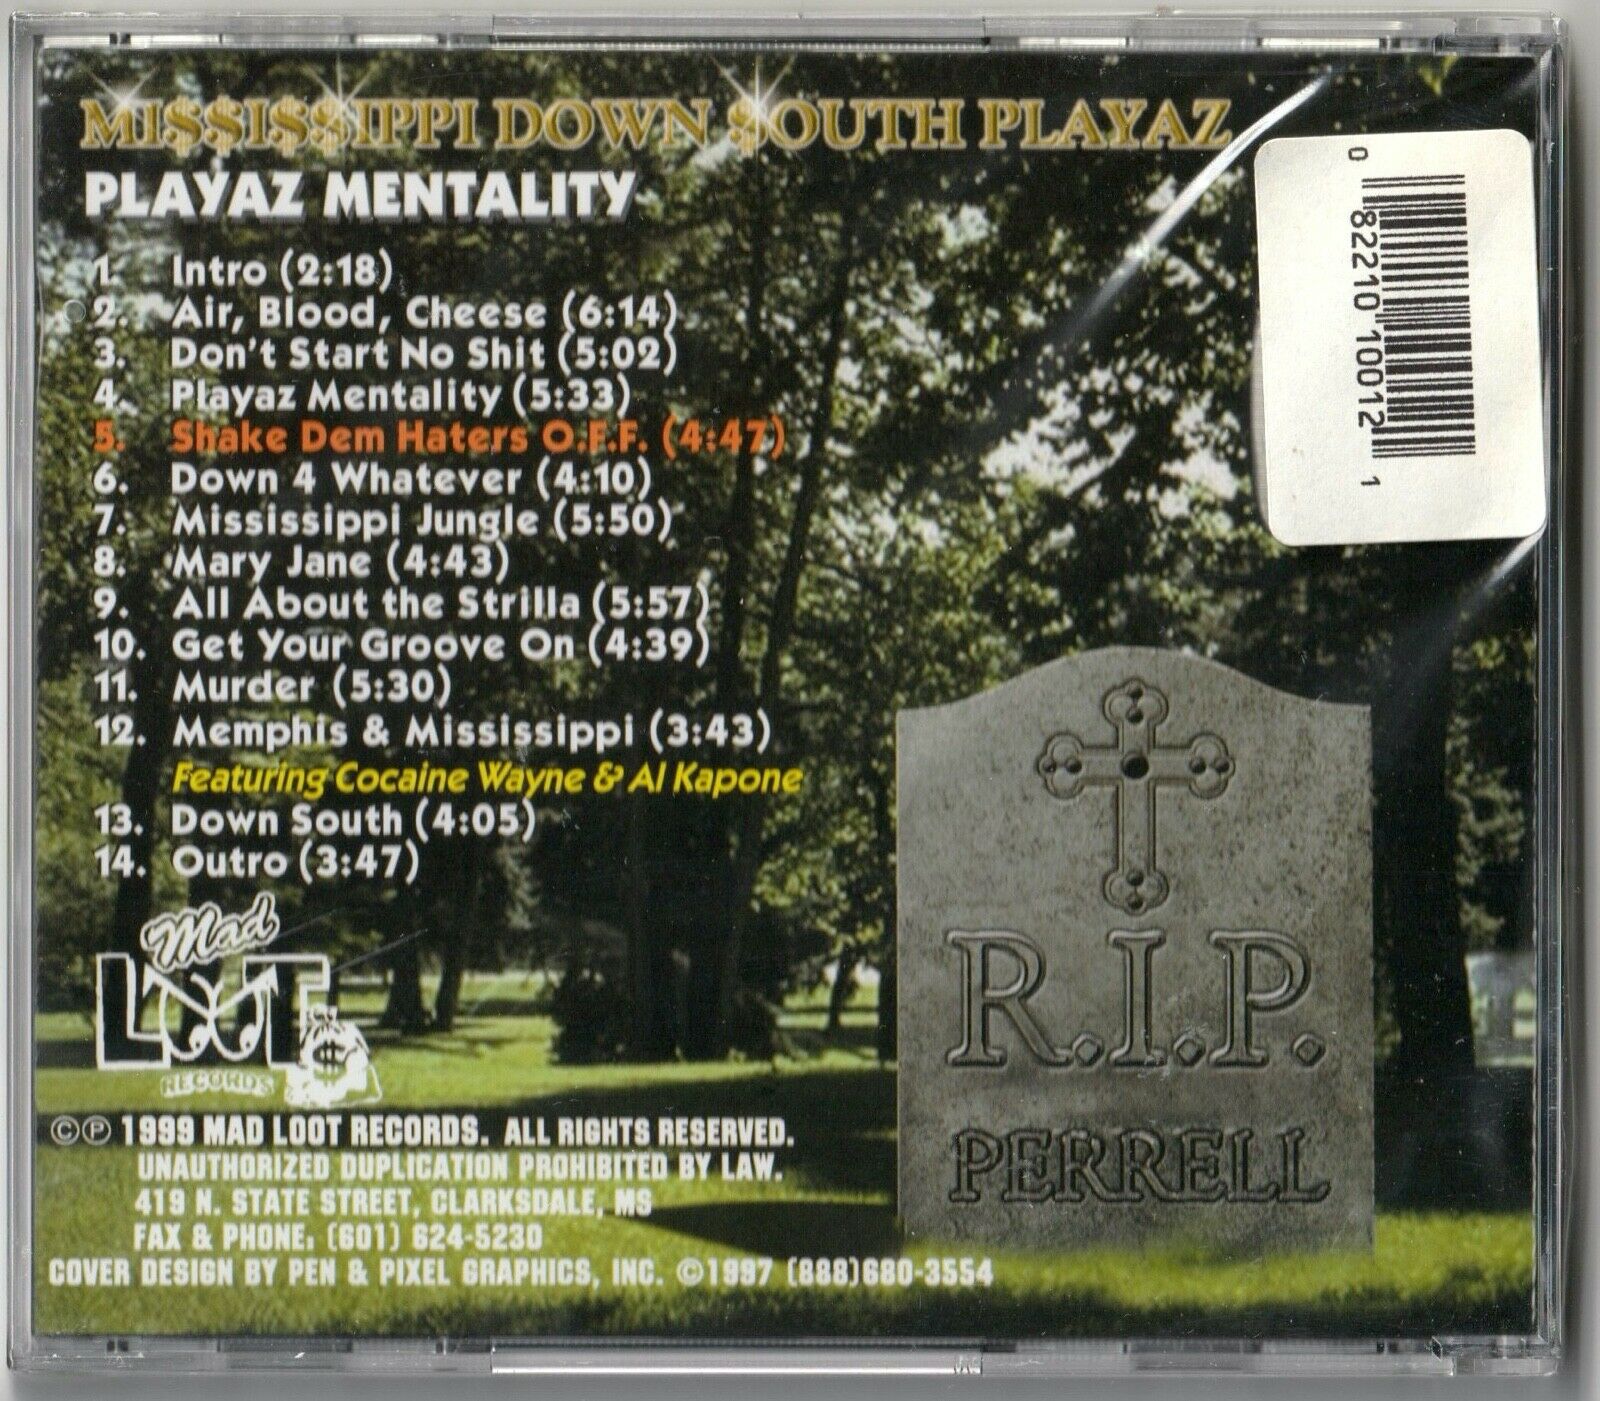 MI$$I$$IPPI DOWN $OUTH PLAYAZ
PLAYAZ MENTALITY
1. Intro (2:18)
2. Air, Blood, Cheese (6:14)
3. Don't Start No Shit (5:02)
4. Playaz Mentality (5:33)
5. Shake Dem Haters O.F.F. (4:47)
6. Down 4 Whatever (4:10)
7. Mississippi Jungle (5:50)
8. Mary Jane (4:43)
9. All About the Strilla (5:57)
10. Get Your Groove On (4:39)
11. Murder (5:30)
12. Memphis & Mississippi (3:43)
Featuring Cocaine Wayne & Al Kapone
13. Down South (4:05)
14. Outro (3:47)
Mad
LOOT
$
RECORDS
©℗ 1999 MAD LOOT RECORDS. ALL RIGHTS RESERVED.
UNAUTHORIZED DUPLICATION PROHIBITED BY LAW.
419 N. STATE STREET, CLARKSDALE, MS
FAX & PHONE. (601) 624-5230
COVER DESIGN BY PEN & PIXEL GRAPHICS, INC. ©1997 (888)680-3554
R.I.P.
PERRELL
0 82210 10012 1